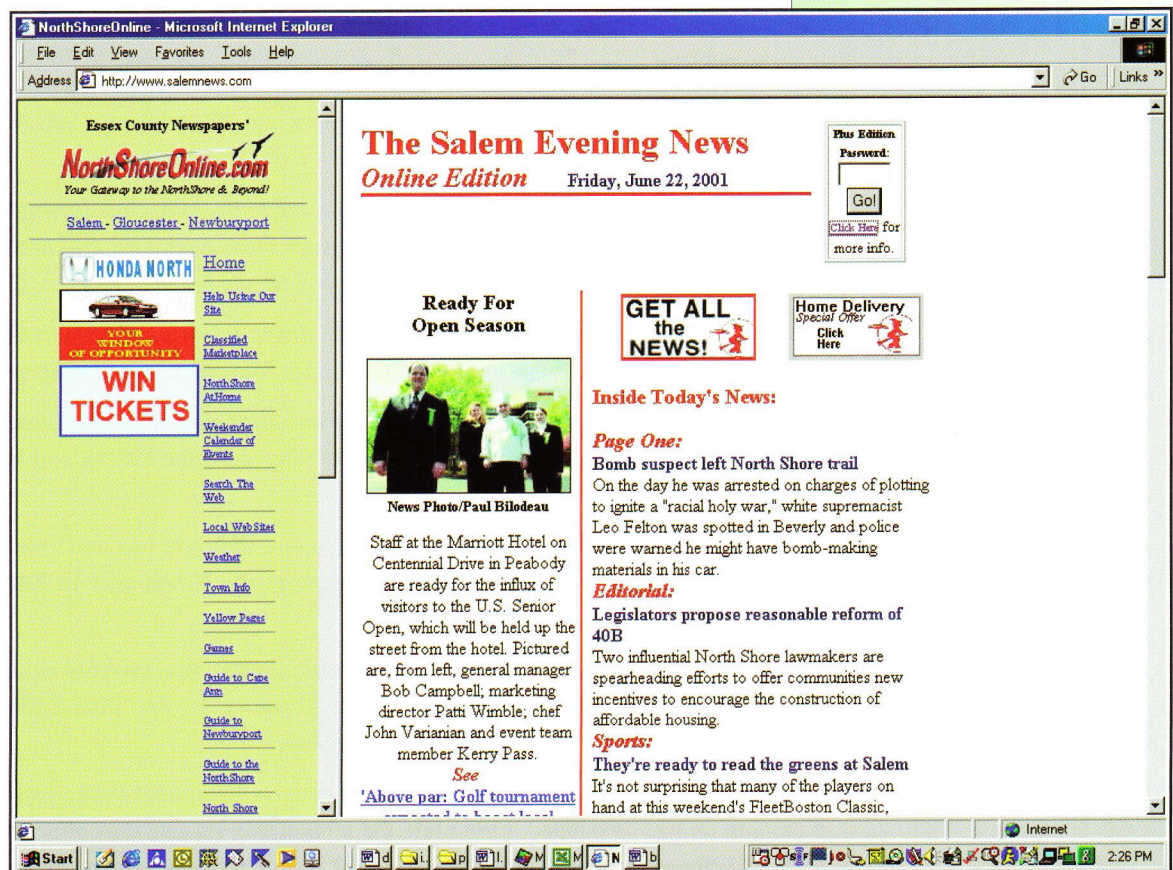 NorthShoreOnline - Microsoft Internet Explorer
File Edit View Favorites Tools Help
Address http://www.salemnews.com
Go Links »
Essex County Newspapers'
NorthShoreOnline.com
Your Gateway to the NorthShore & Beyond!
Salem - Gloucester - Newburyport
HONDA NORTH
YOUR
WINDOW
OF OPPORTUNITY
WIN
TICKETS
Home
Help Using Our
Site
Classified
Marketplace
NorthShore
AtHome
Weekender
Calendar of
Events
Search The
Web
Local WebSites
Weather
Town Info
Yellow Pages
Games
Guide to Cape
Ann
Guide to
Newburyport
Guide to the
NorthShore
North Shore
The Salem Evening News
Online Edition Friday, June 22, 2001
Plus Edition
Password:
Go!
Click Here for
more info.
Ready For
Open Season
News Photo/Paul Bilodeau
Staff at the Marriott Hotel on
Centennial Drive in Peabody
are ready for the influx of
visitors to the U.S. Senior
Open, which will be held up the
street from the hotel. Pictured
are, from left, general manager
Bob Campbell; marketing
director Patti Wimble; chef
John Varianian and event team
member Kerry Pass.
See
'Above par: Golf tournament
GET ALL
the
NEWS!
Home Delivery
Special Offer
Click
Here
Inside Today's News:
Page One:
Bomb suspect left North Shore trail
On the day he was arrested on charges of plotting
to ignite a "racial holy war," white supremacist
Leo Felton was spotted in Beverly and police
were warned he might have bomb-making
materials in his car.
Editorial:
Legislators propose reasonable reform of
40B
Two influential North Shore lawmakers are
spearheading efforts to offer communities new
incentives to encourage the construction of
affordable housing.
Sports:
They're ready to read the greens at Salem
It's not surprising that many of the players on
hand at this weekend's FleetBoston Classic,
Internet
Start d i.. p l. M M N b 2:26 PM